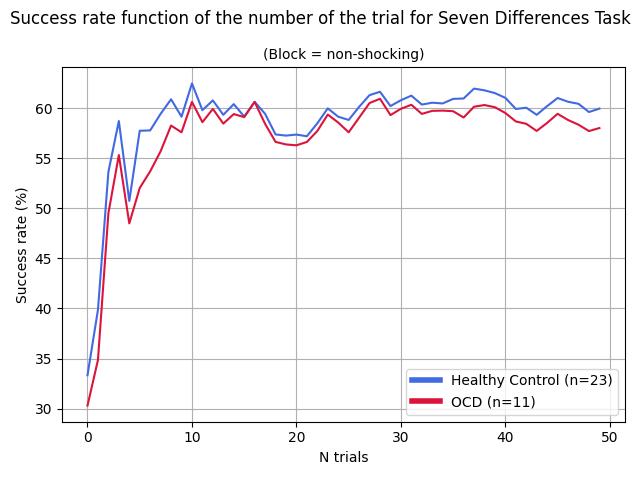 Success rate function of the number of the trial for Seven Differences Task
(Block = non-shocking)
Success rate (%)
60
55
50
45
40
35
30
0 10 20 30 40 50
N trials
Healthy Control (n=23)
OCD (n=11)